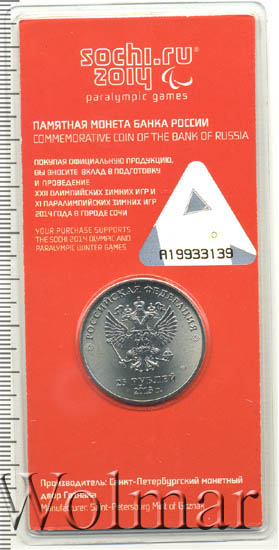 sochi.ru
2014
paralympic games
ПАМЯТНАЯ МОНЕТА БАНКА РОССИИ
COMMEMORATIVE COIN OF THE BANK OF RUSSIA
ПОКУПАЯ ОФИЦИАЛЬНУЮ ПРОДУКЦИЮ,
ВЫ ВНОСИТЕ ВКЛАД В ПОДГОТОВКУ
И ПРОВЕДЕНИЕ
XXII ОЛИМПИЙСКИХ ЗИМНИХ ИГР И
XI ПАРАЛИМПИЙСКИХ ЗИМНИХ ИГР
2014 ГОДА В ГОРОДЕ СОЧИ
YOUR PURCHASE SUPPORTS
THE SOCHI 2014 OLYMPIC AND
PARALYMPIC WINTER GAMES
A19933139
РОССИЙСКАЯ ФЕДЕРАЦИЯ
25 РУБЛЕЙ
2013 г.
Производитель: Санкт-Петербургский монетный
двор Гознака
Manufacturer: Saint-Petersburg Mint of Goznak
Wolmar